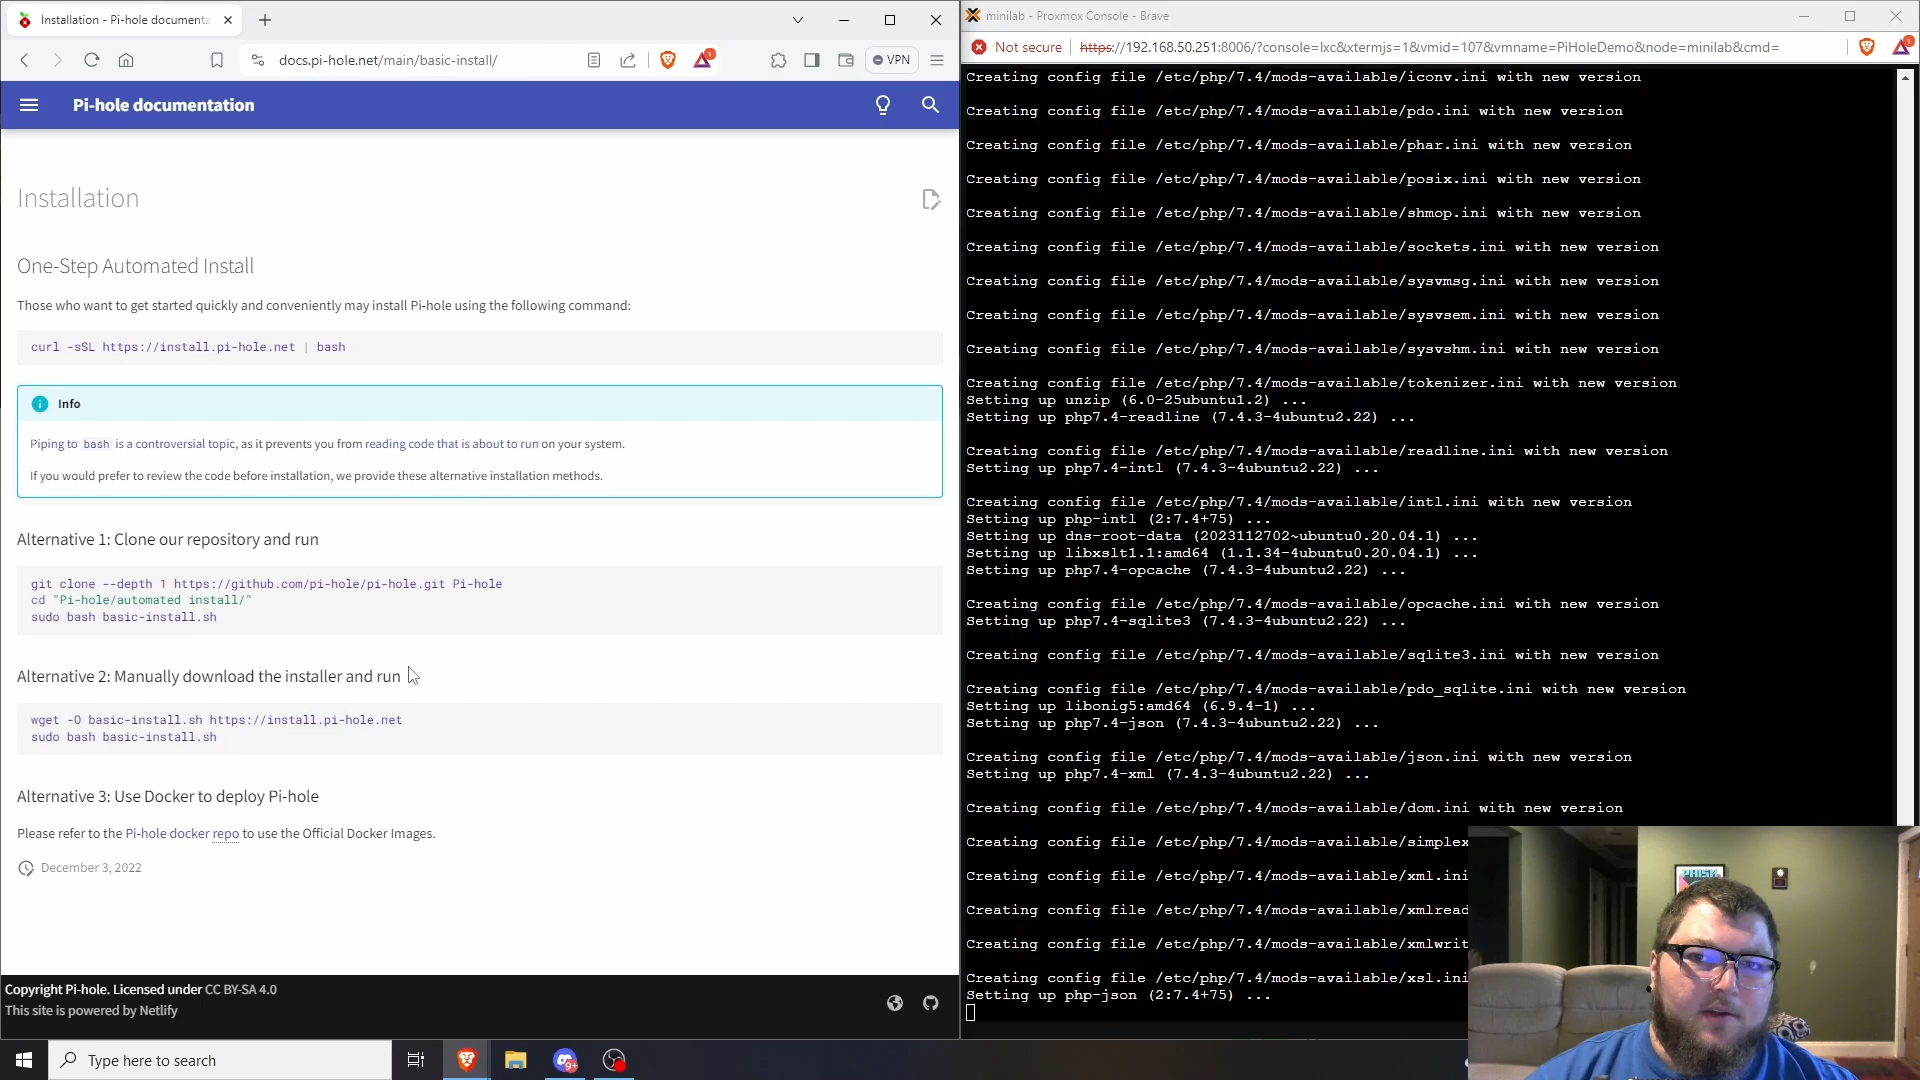 Installation - Pi-hole documenta
docs.pi-hole.net/main/basic-install/
1
VPN
Pi-hole documentation
Installation
One-Step Automated Install
Those who want to get started quickly and conveniently may install Pi-hole using the following command:
curl -sSL https://install.pi-hole.net | bash
Info
Piping to bash is a controversial topic, as it prevents you from reading code that is about to run on your system.
If you would prefer to review the code before installation, we provide these alternative installation methods.
Alternative 1: Clone our repository and run
git clone --depth 1 https://github.com/pi-hole/pi-hole.git Pi-hole
cd "Pi-hole/automated install/"
sudo bash basic-install.sh
Alternative 2: Manually download the installer and run
wget -O basic-install.sh https://install.pi-hole.net
sudo bash basic-install.sh
Alternative 3: Use Docker to deploy Pi-hole
Please refer to the Pi-hole docker repo to use the Official Docker Images.
December 3, 2022
Copyright Pi-hole. Licensed under CC BY-SA 4.0
This site is powered by Netlify
minilab - Proxmox Console - Brave
Not secure https://192.168.50.251:8006/?console=lxc&xtermjs=1&vmid=107&vmname=PiHoleDemo&node=minilab&cmd=
1
Creating config file /etc/php/7.4/mods-available/iconv.ini with new version
Creating config file /etc/php/7.4/mods-available/pdo.ini with new version
Creating config file /etc/php/7.4/mods-available/phar.ini with new version
Creating config file /etc/php/7.4/mods-available/posix.ini with new version
Creating config file /etc/php/7.4/mods-available/shmop.ini with new version
Creating config file /etc/php/7.4/mods-available/sockets.ini with new version
Creating config file /etc/php/7.4/mods-available/sysvmsg.ini with new version
Creating config file /etc/php/7.4/mods-available/sysvsem.ini with new version
Creating config file /etc/php/7.4/mods-available/sysvshm.ini with new version
Creating config file /etc/php/7.4/mods-available/tokenizer.ini with new version
Setting up unzip (6.0-25ubuntu1.2) ...
Setting up php7.4-readline (7.4.3-4ubuntu2.22) ...
Creating config file /etc/php/7.4/mods-available/readline.ini with new version
Setting up php7.4-intl (7.4.3-4ubuntu2.22) ...
Creating config file /etc/php/7.4/mods-available/intl.ini with new version
Setting up php-intl (2:7.4+75) ...
Setting up dns-root-data (2023112702~ubuntu0.20.04.1) ...
Setting up libxslt1.1:amd64 (1.1.34-4ubuntu0.20.04.1) ...
Setting up php7.4-opcache (7.4.3-4ubuntu2.22) ...
Creating config file /etc/php/7.4/mods-available/opcache.ini with new version
Setting up php7.4-sqlite3 (7.4.3-4ubuntu2.22) ...
Creating config file /etc/php/7.4/mods-available/sqlite3.ini with new version
Creating config file /etc/php/7.4/mods-available/pdo_sqlite.ini with new version
Setting up libonig5:amd64 (6.9.4-1) ...
Setting up php7.4-json (7.4.3-4ubuntu2.22) ...
Creating config file /etc/php/7.4/mods-available/json.ini with new version
Setting up php7.4-xml (7.4.3-4ubuntu2.22) ...
Creating config file /etc/php/7.4/mods-available/dom.ini with new version
Creating config file /etc/php/7.4/mods-available/simplex
Creating config file /etc/php/7.4/mods-available/xml.ini
Creating config file /etc/php/7.4/mods-available/xmlread
Creating config file /etc/php/7.4/mods-available/xmlwrit
Creating config file /etc/php/7.4/mods-available/xsl.ini
Setting up php-json (2:7.4+75) ...
PHISH
Type here to search
9+